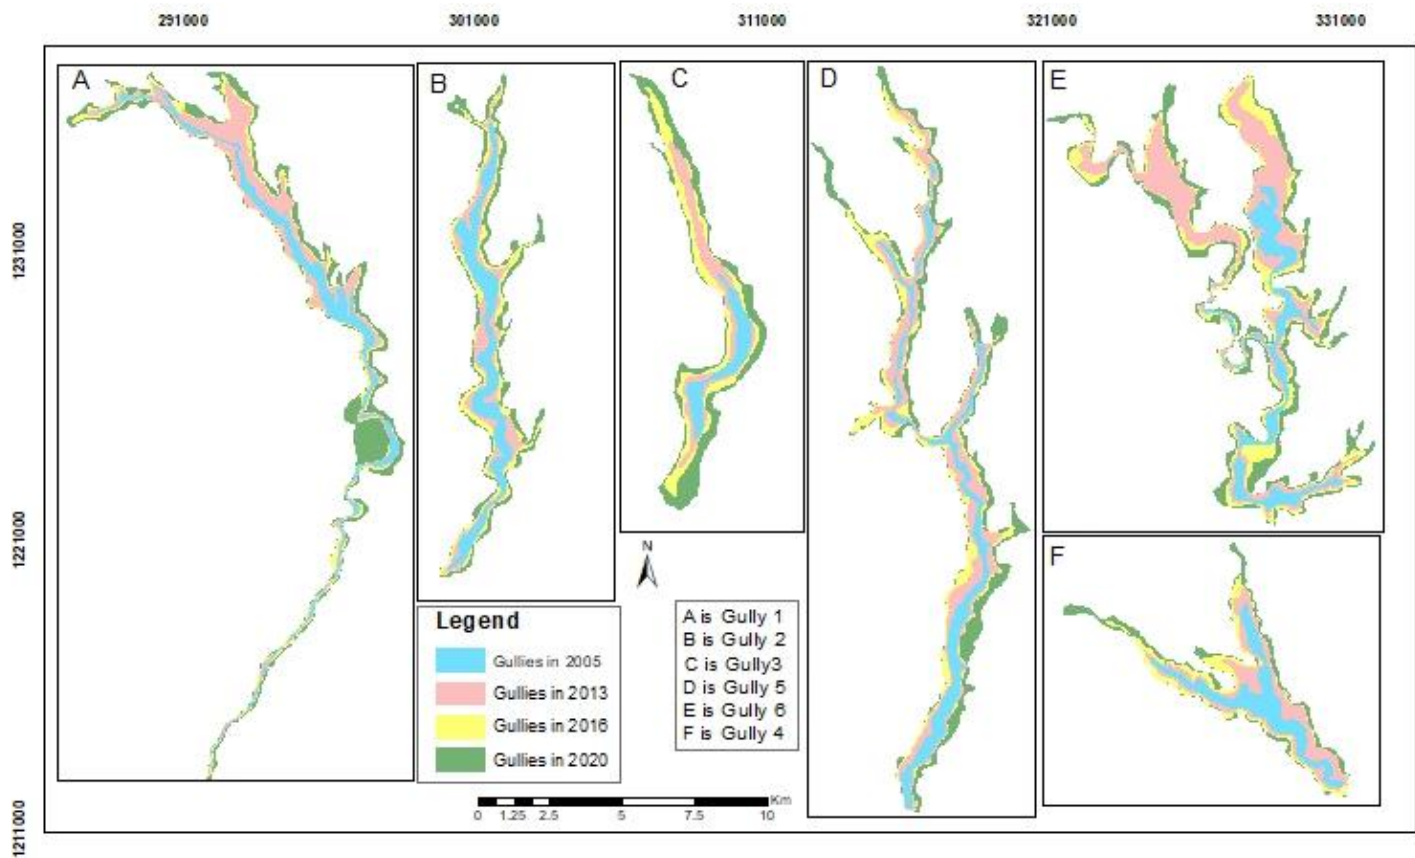 291000 301000 311000 321000 331000
A
B
C
D
E
F
1231000
1221000
1211000
N
Legend
Gullies in 2005
Gullies in 2013
Gullies in 2016
Gullies in 2020
A is Gully 1
B is Gully 2
C is Gully3
D is Gully 5
E is Gully 6
F is Gully 4
Km
0 1.25 2.5 5 7.5 10